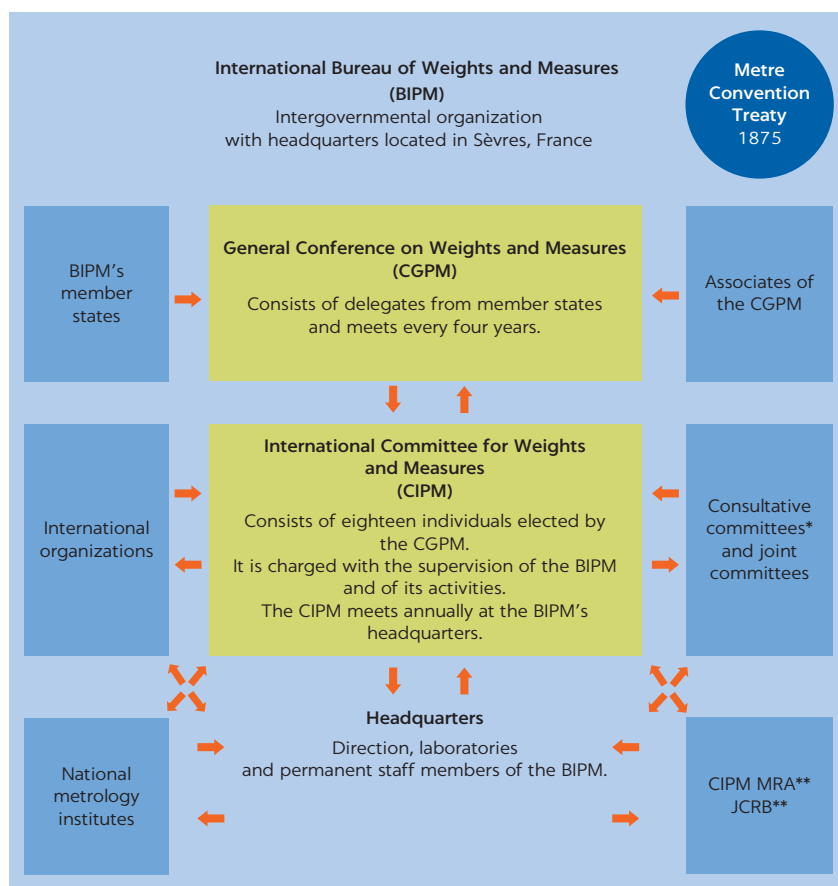 International Bureau of Weights and Measures
(BIPM)
Intergovernmental organization
with headquarters located in Sèvres, France
Metre
Convention
Treaty
1875
BIPM's
member
states
General Conference on Weights and Measures
(CGPM)
Consists of delegates from member states
and meets every four years.
Associates of
the CGPM
International
organizations
International Committee for Weights
and Measures
(CIPM)
Consists of eighteen individuals elected by
the CGPM.
It is charged with the supervision of the BIPM
and of its activities.
The CIPM meets annually at the BIPM's
headquarters.
Consultative
committees*
and joint
committees
National
metrology
institutes
Headquarters
Direction, laboratories
and permanent staff members of the BIPM.
CIPM MRA**
JCRB**